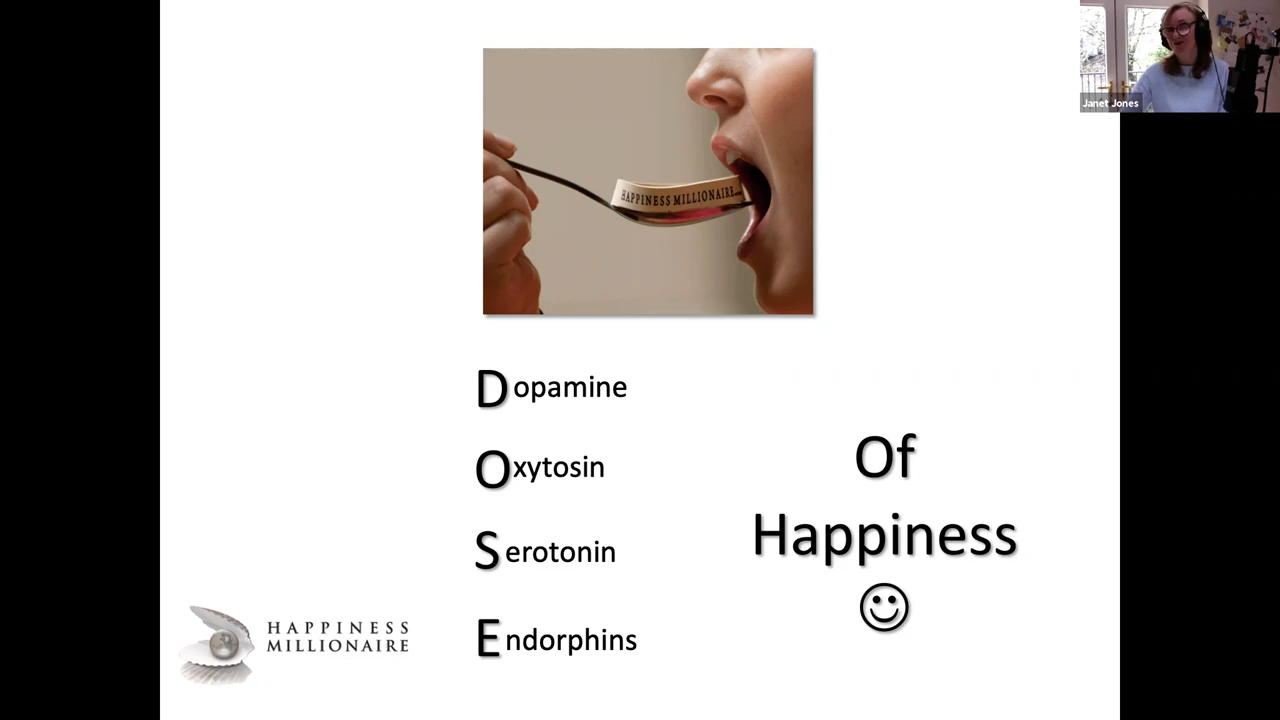 Janet Jones
HAPPINESS MILLIONAIRE
Dopamine
Oxytosin
Serotonin
Endorphins
Of
Happiness
HAPPINESS
MILLIONAIRE